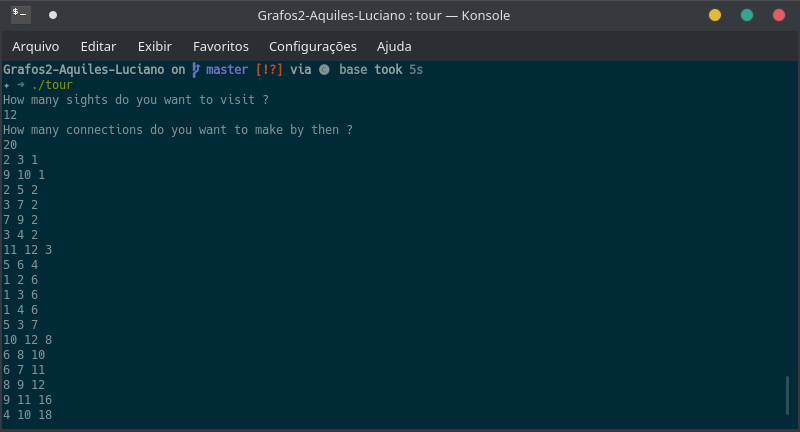 Grafos2-Aquiles-Luciano : tour — Konsole
Arquivo Editar Exibir Favoritos Configurações Ajuda
Grafos2-Aquiles-Luciano on master [!?] via C base took 5s
✦ ➜ ./tour
How many sights do you want to visit ?
12
How many connections do you want to make by then ?
20
2 3 1
9 10 1
2 5 2
3 7 2
7 9 2
3 4 2
11 12 3
5 6 4
1 2 6
1 3 6
1 4 6
5 3 7
10 12 8
6 8 10
6 7 11
8 9 12
9 11 16
4 10 18